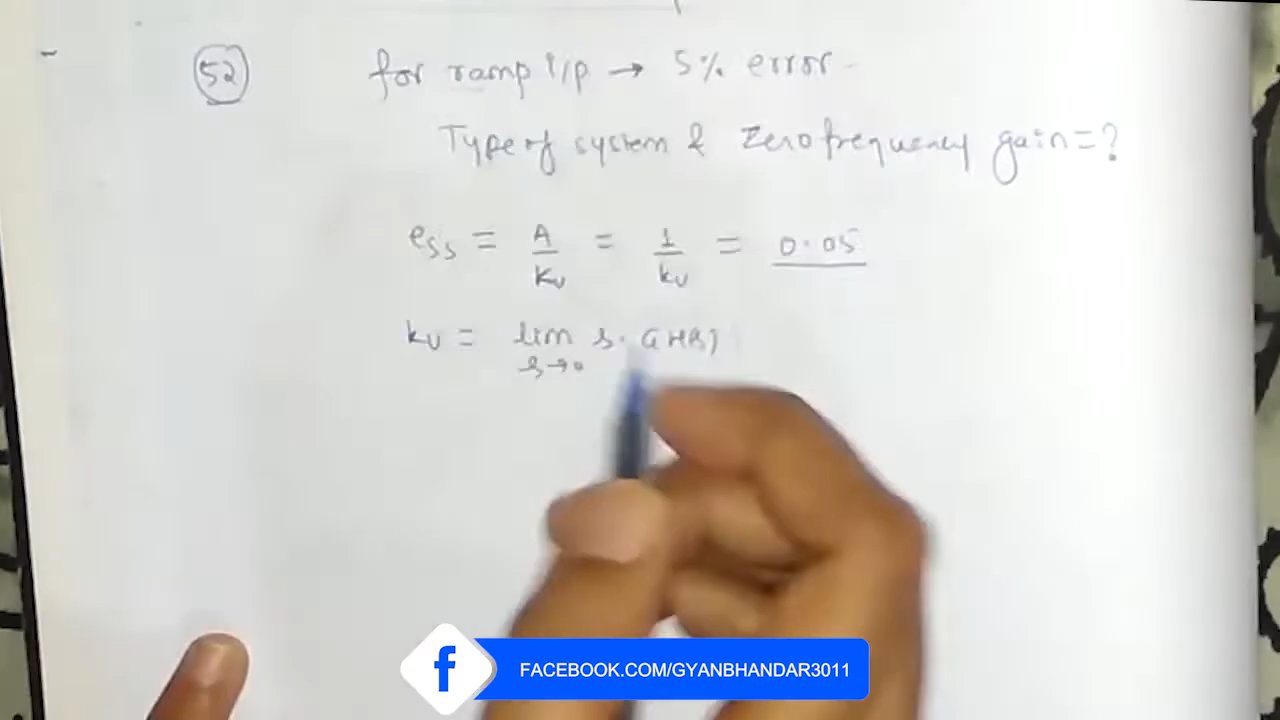 52 for ramp i/p → 5% error
Type of system & Zero frequency gain = ?
ess = A/Kv = 1/kv = 0.05
kv = lim s→0 s. GH(s)
FACEBOOK.COM/GYANBHANDAR3011